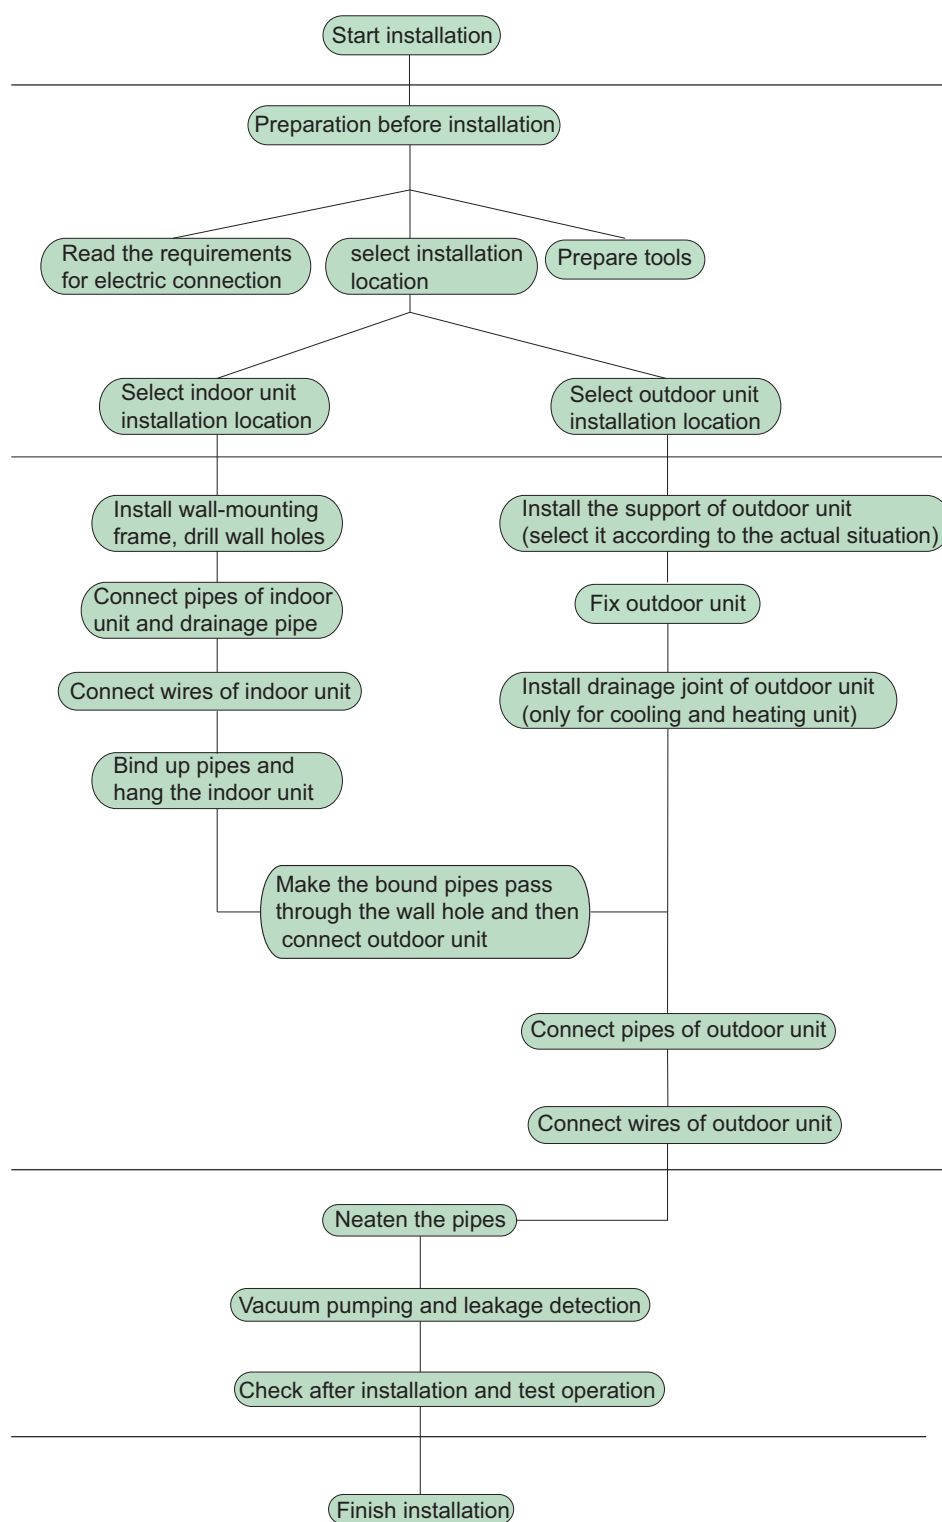 Start installation
Preparation before installation
Read the requirements
for electric connection
select installation
location
Prepare tools
Select indoor unit
installation location
Select outdoor unit
installation location
Install wall-mounting
frame, drill wall holes
Install the support of outdoor unit
(select it according to the actual situation)
Connect pipes of indoor
unit and drainage pipe
Fix outdoor unit
Connect wires of indoor unit
Install drainage joint of outdoor unit
(only for cooling and heating unit)
Bind up pipes and
hang the indoor unit
Make the bound pipes pass
through the wall hole and then
connect outdoor unit
Connect pipes of outdoor unit
Connect wires of outdoor unit
Neaten the pipes
Vacuum pumping and leakage detection
Check after installation and test operation
Finish installation